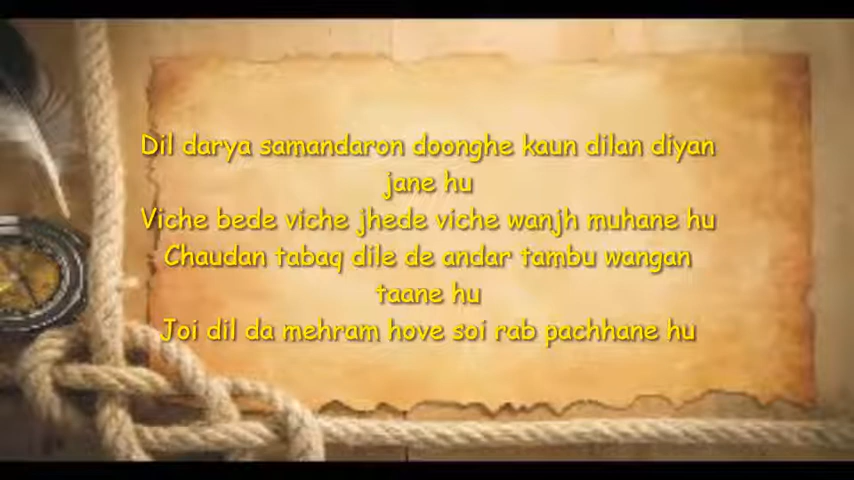 Dil darya samandaron doonghe kaun dilan diyan
jane hu
Viche bede viche jhede viche wanjh muhane hu
Chaudan tabaq dile de andar tambu wangan
taane hu
Joi dil da mehram hove soi rab pachhane hu